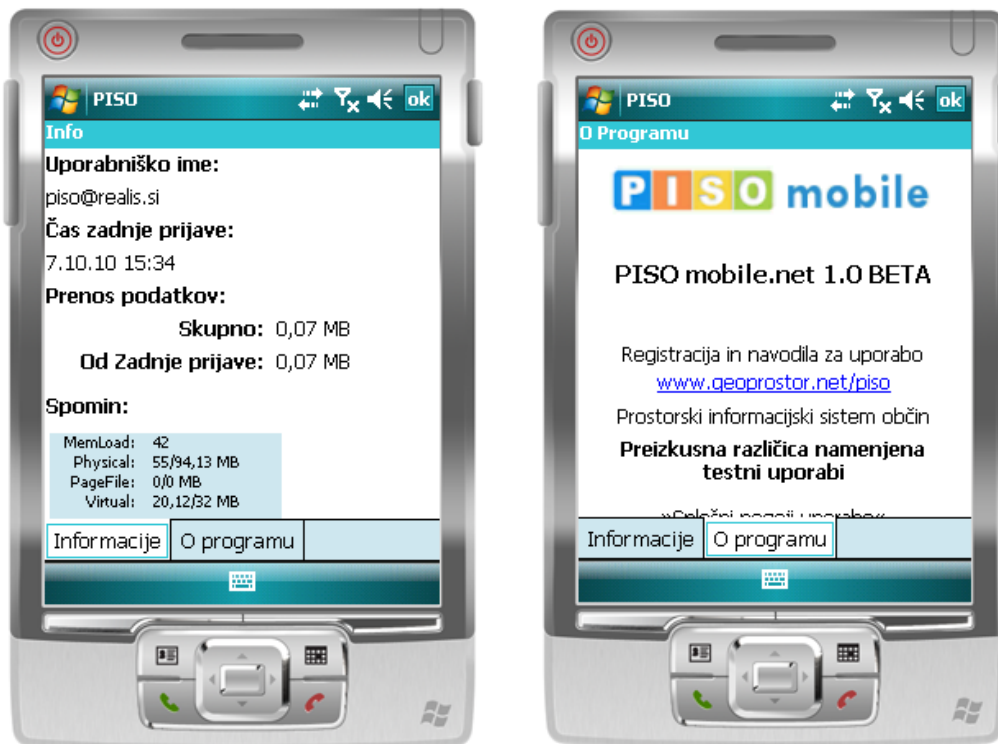 PISO
ok
Info
Uporabniško ime:
piso@realis.si
Čas zadnje prijave:
7.10.10 15:34
Prenos podatkov:
Skupno: 0,07 MB
Od Zadnje prijave: 0,07 MB
Spomin:
MemLoad: 42
Physical: 55/94,13 MB
PageFile: 0/0 MB
Virtual: 20,12/32 MB
Informacije
O programu
PISO
ok
O Programu
PISO mobile
PISO mobile.net 1.0 BETA
Registracija in navodila za uporabo
www.geoprostor.net/piso
Prostorski informacijski sistem občin
Preizkusna različica namenjena
testni uporabi
»Splošni pogoji uporabe«
Informacije
O programu